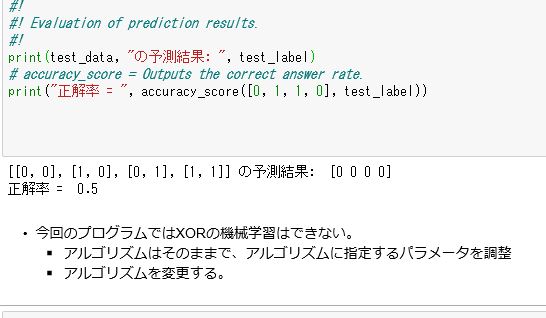 #!
#! Evaluation of prediction results.
#!
print(test_data, "の予測結果: ", test_label)
# accuracy_score = Outputs the correct answer rate.
print("正解率 = ", accuracy_score([0, 1, 1, 0], test_label))
[[0, 0], [1, 0], [0, 1], [1, 1]] の予測結果:  [0 0 0 0]
正解率 =  0.5
• 今回のプログラムではXORの機械学習はできない。
▪ アルゴリズムはそのままで、アルゴリズムに指定するパラメータを調整
▪ アルゴリズムを変更する。